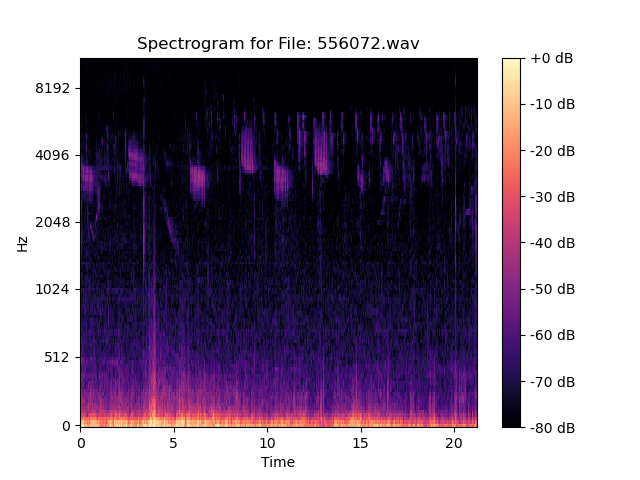 Spectrogram for File: 556072.wav
8192
4096
2048
1024
512
0
Hz
0 5 10 15 20
Time
+0 dB
-10 dB
-20 dB
-30 dB
-40 dB
-50 dB
-60 dB
-70 dB
-80 dB